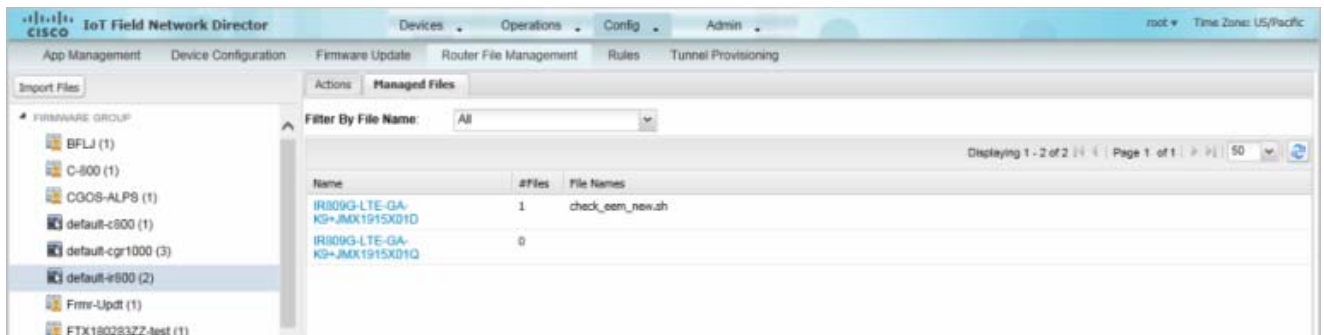 CISCO IoT Field Network Director
Devices Operations Config Admin root Time Zone: US/Pacific
App Management Device Configuration Firmware Update Router File Management Rules Tunnel Provisioning
Import Files
Actions Managed Files
FIRMWARE GROUP
BFLJ (1)
C-800 (1)
CGOS-ALPS (1)
default-c800 (1)
default-cgr1000 (3)
default-ir800 (2)
Frmr-Updt (1)
FTX180283ZZ-test (1)
Filter By File Name: All
Displaying 1 - 2 of 2 Page 1 of 1 50
Name #Files File Names
IR809G-LTE-GA-
K9+JMX1915X01D 1 check_eem_new.sh
IR809G-LTE-GA-
K9+JMX1915X01Q 0